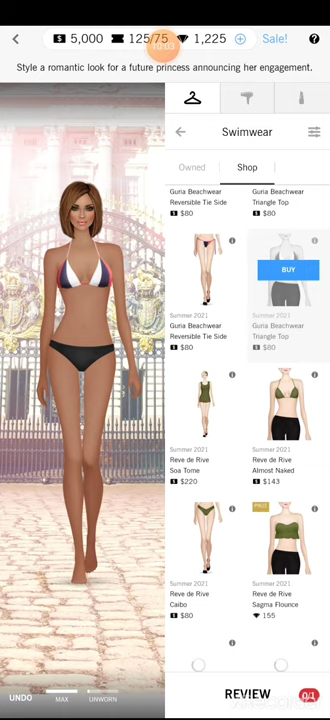 $ 5,000 125/75 1,225 Sale! ?
10:03
Style a romantic look for a future princess announcing her engagement.
Swimwear
Owned Shop
Guria Beachwear
Reversible Tie Side
$80
Guria Beachwear
Triangle Top
$80
Summer 2021
Guria Beachwear
Reversible Tie Side
$80
BUY
Summer 2021
Guria Beachwear
Triangle Top
$80
Summer 2021
Reve de Rive
Soa Tome
$220
Summer 2021
Reve de Rive
Almost Naked
$143
Summer 2021
Reve de Rive
Caibo
$80
Summer 2021
Reve de Rive
Sagma Flounce
155
UNDO
MAX
UNWORN
REVIEW 0/1